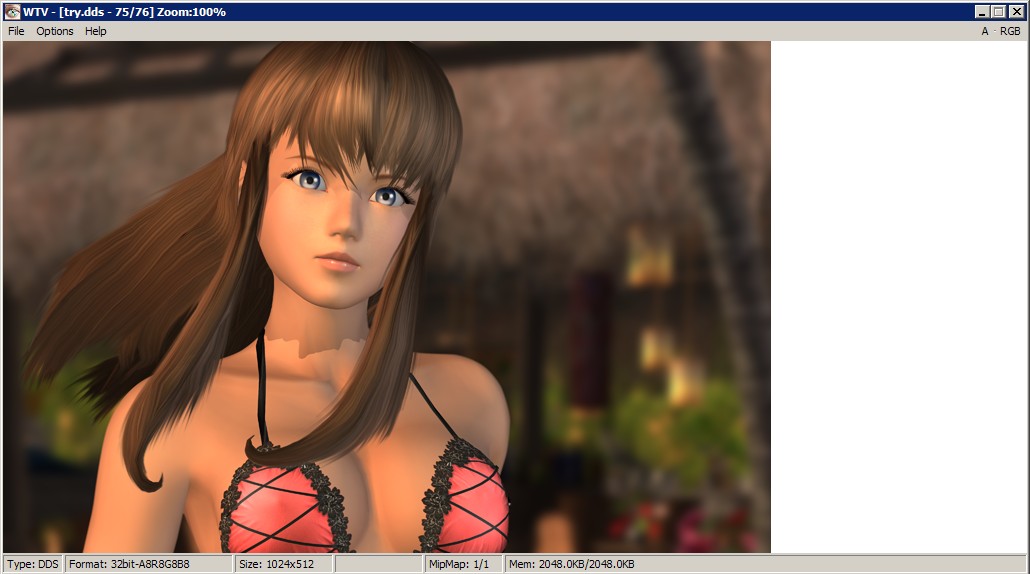 WTV - [try.dds - 75/76] Zoom:100%
File Options Help A - RGB
Type: DDS Format: 32bit-A8R8G8B8 Size: 1024x512 MipMap: 1/1 Mem: 2048.0KB/2048.0KB